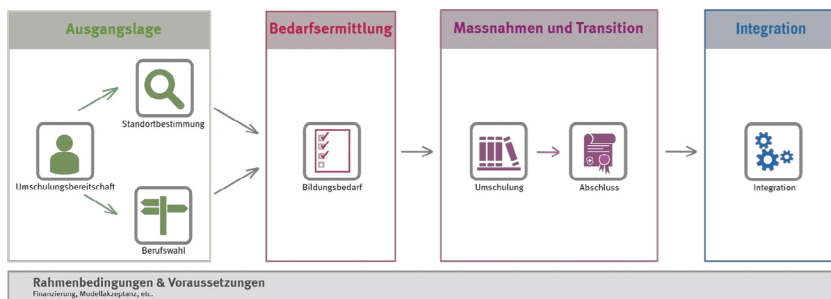 Ausgangslage
Bedarfsermittlung
Massnahmen und Transition
Integration
Standortbestimmung
Umschulungsbereitschaft
Berufswahl
Bildungsbedarf
Umschulung
Abschluss
Integration
Rahmenbedingungen & Voraussetzungen
Finanzierung, Modellakzeptanz, etc.